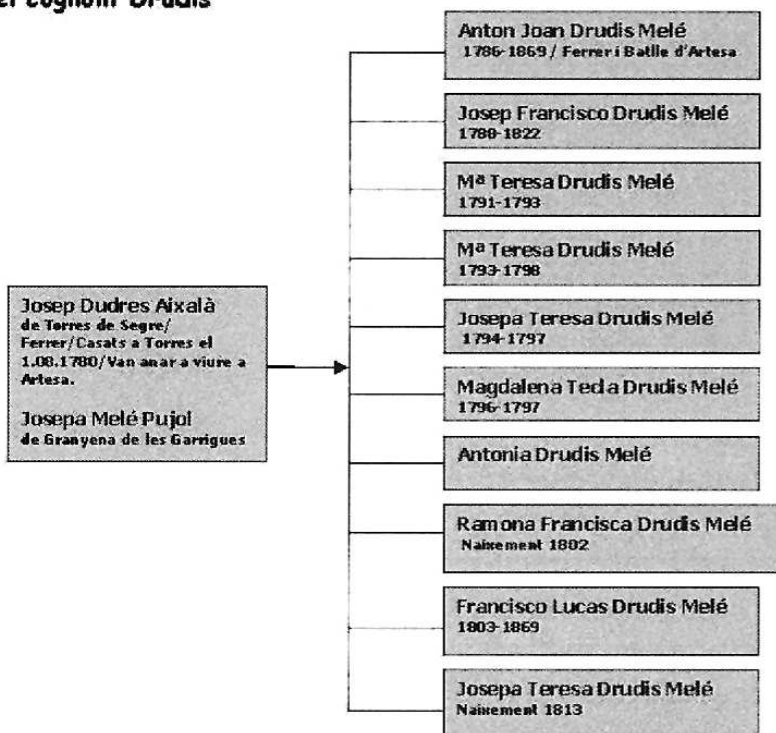 el cognom Drudis
Anton Joan Drudis Melé
1786-1869 / Ferrer i Batlle d'Artesa
Josep Francisco Drudis Melé
1788-1822
Mª Teresa Drudis Melé
1791-1793
Mª Teresa Drudis Melé
1793-1798
Josep Dudres Aixalà
de Torres de Segre/
Ferrer/Casats a Torres el
1.08.1780/Van anar a viure a
Artesa.
Josepa Melé Pujol
de Granyena de les Garrigues
Josepa Teresa Drudis Melé
1794-1797
Magdalena Tecla Drudis Melé
1796-1797
Antonia Drudis Melé
Ramona Francisca Drudis Melé
Naixement 1802
Francisco Lucas Drudis Melé
1803-1869
Josepa Teresa Drudis Melé
Naixement 1813